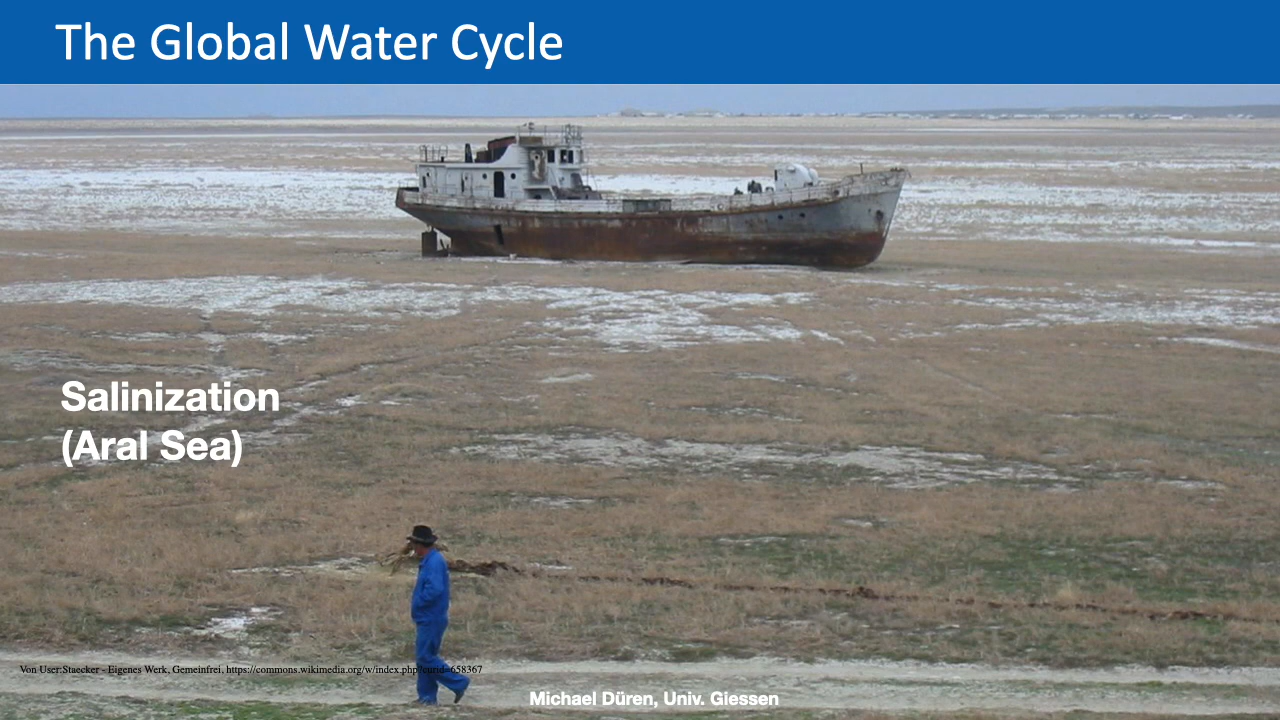 The Global Water Cycle
Salinization
(Aral Sea)
Von User:Staecker - Eigenes Werk, Gemeinfrei, https://commons.wikimedia.org/w/index.php?curid=658367
Michael Düren, Univ. Giessen